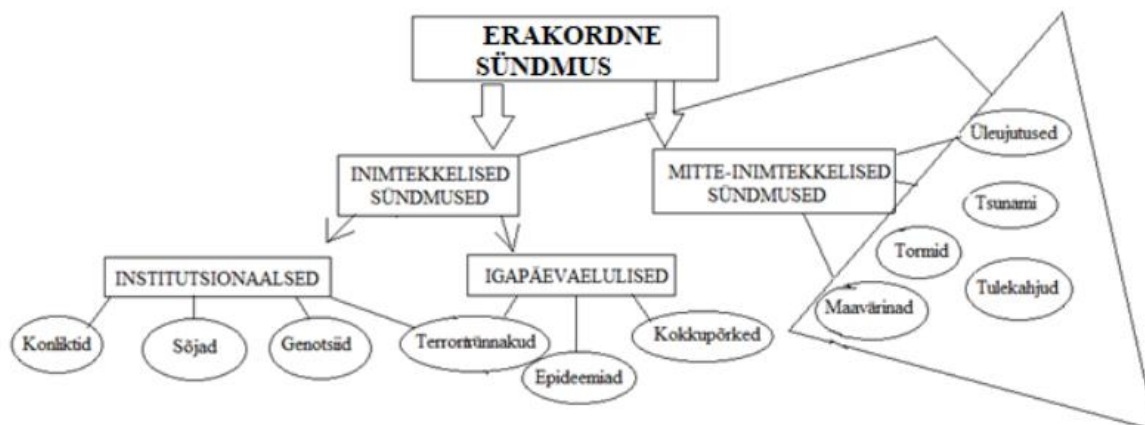 ERAKORDNE
SÜNDMUS
INIMTEKKELISED
SÜNDMUSED
MITTE-INIMTEKKELISED
SÜNDMUSED
Üleujutused
Tsunami
Tormid
Tulekahjud
Maavärinad
INSTITUTSIONAALSED
IGAPÄEVAELULISED
Konliktid
Sõjad
Genotsiid
Terrorirünnakud
Epideemiad
Kokkupõrked